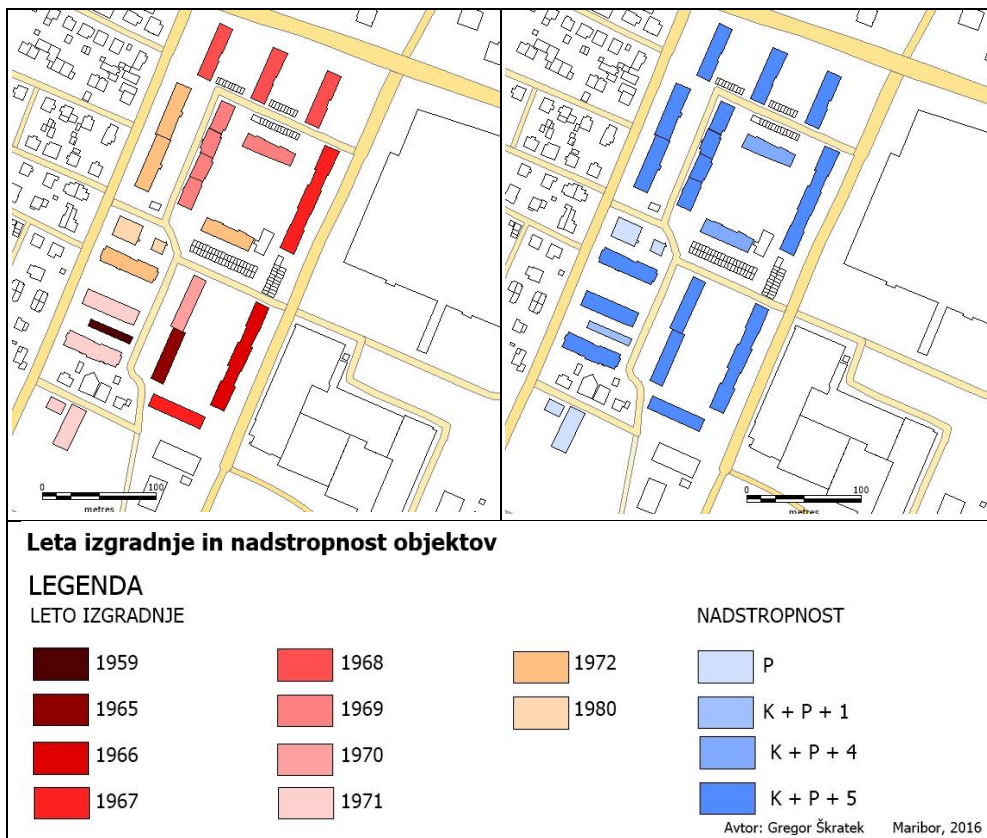 0 100
metres
0 100
metres
Leta izgradnje in nadstropnost objektov
LEGENDA
LETO IZGRADNJE
NADSTROPNOST
1959
1968
1972
P
1965
1969
1980
K + P + 1
1966
1970
K + P + 4
1967
1971
K + P + 5
Avtor: Gregor Škratek Maribor, 2016